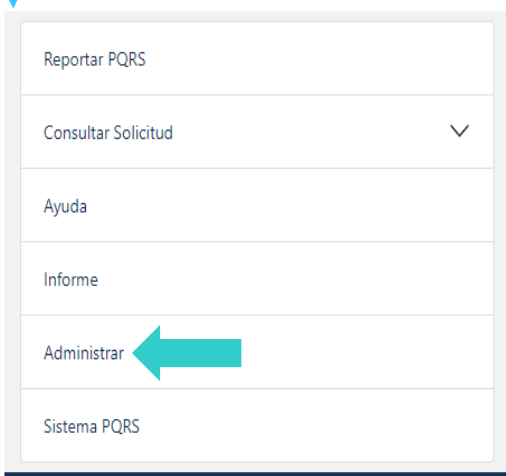 Reportar PQRS
Consultar Solicitud
Ayuda
Informe
Administrar
Sistema PQRS